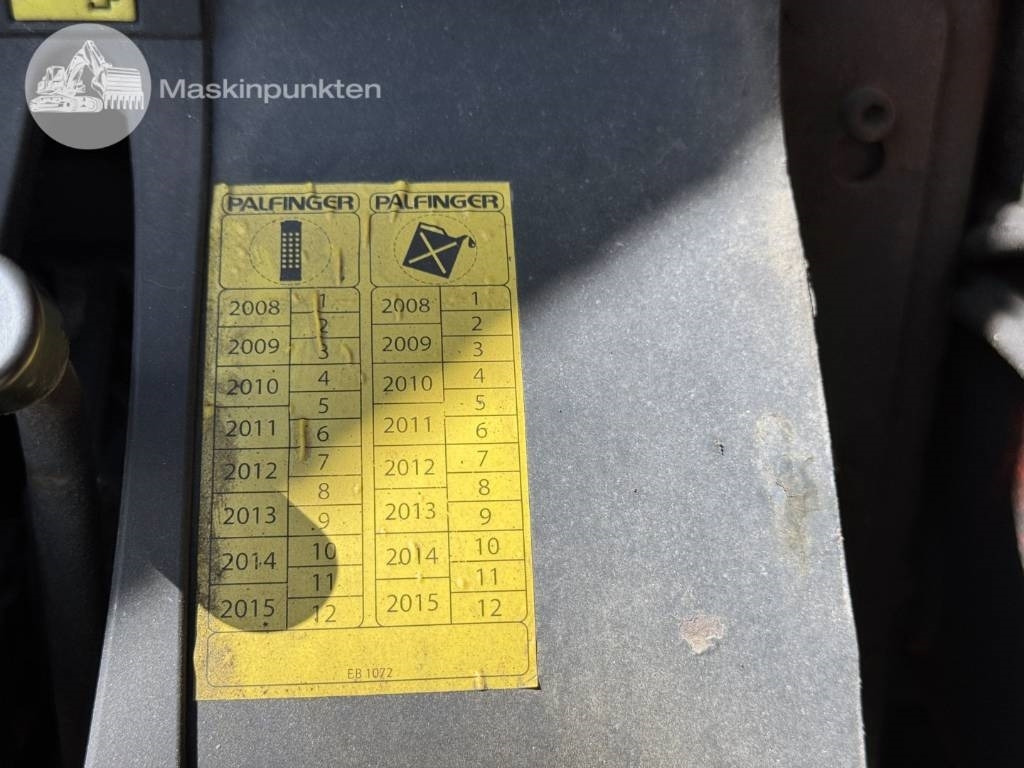 Maskinpunkten
PALFINGER PALFINGER
2008 1 2008 1
2 2
2009 3 2009 3
2010 4 2010 4
5 5
2011 6 2011 6
2012 7 2012 7
8 8
2013 9 2013 9
2014 10 2014 10
11 11
2015 12 2015 12
EB 1072